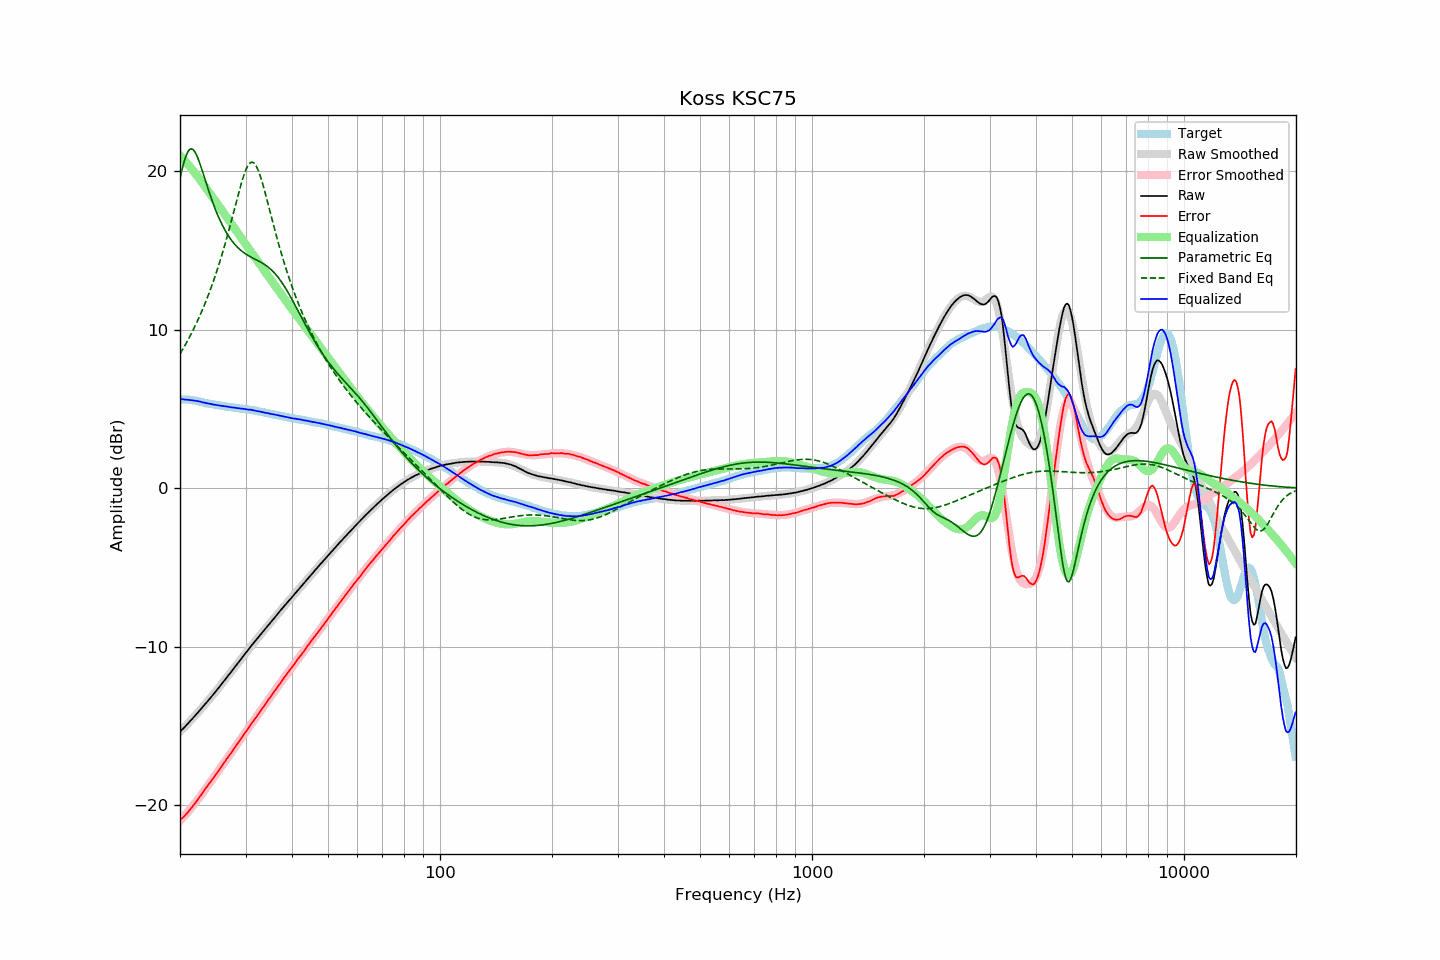 Koss KSC75
Target
Raw Smoothed
Error Smoothed
Raw
Error
Equalization
Parametric Eq
Fixed Band Eq
Equalized
20
10
0
−10
−20
Amplitude (dBr)
100
1000
10000
Frequency (Hz)